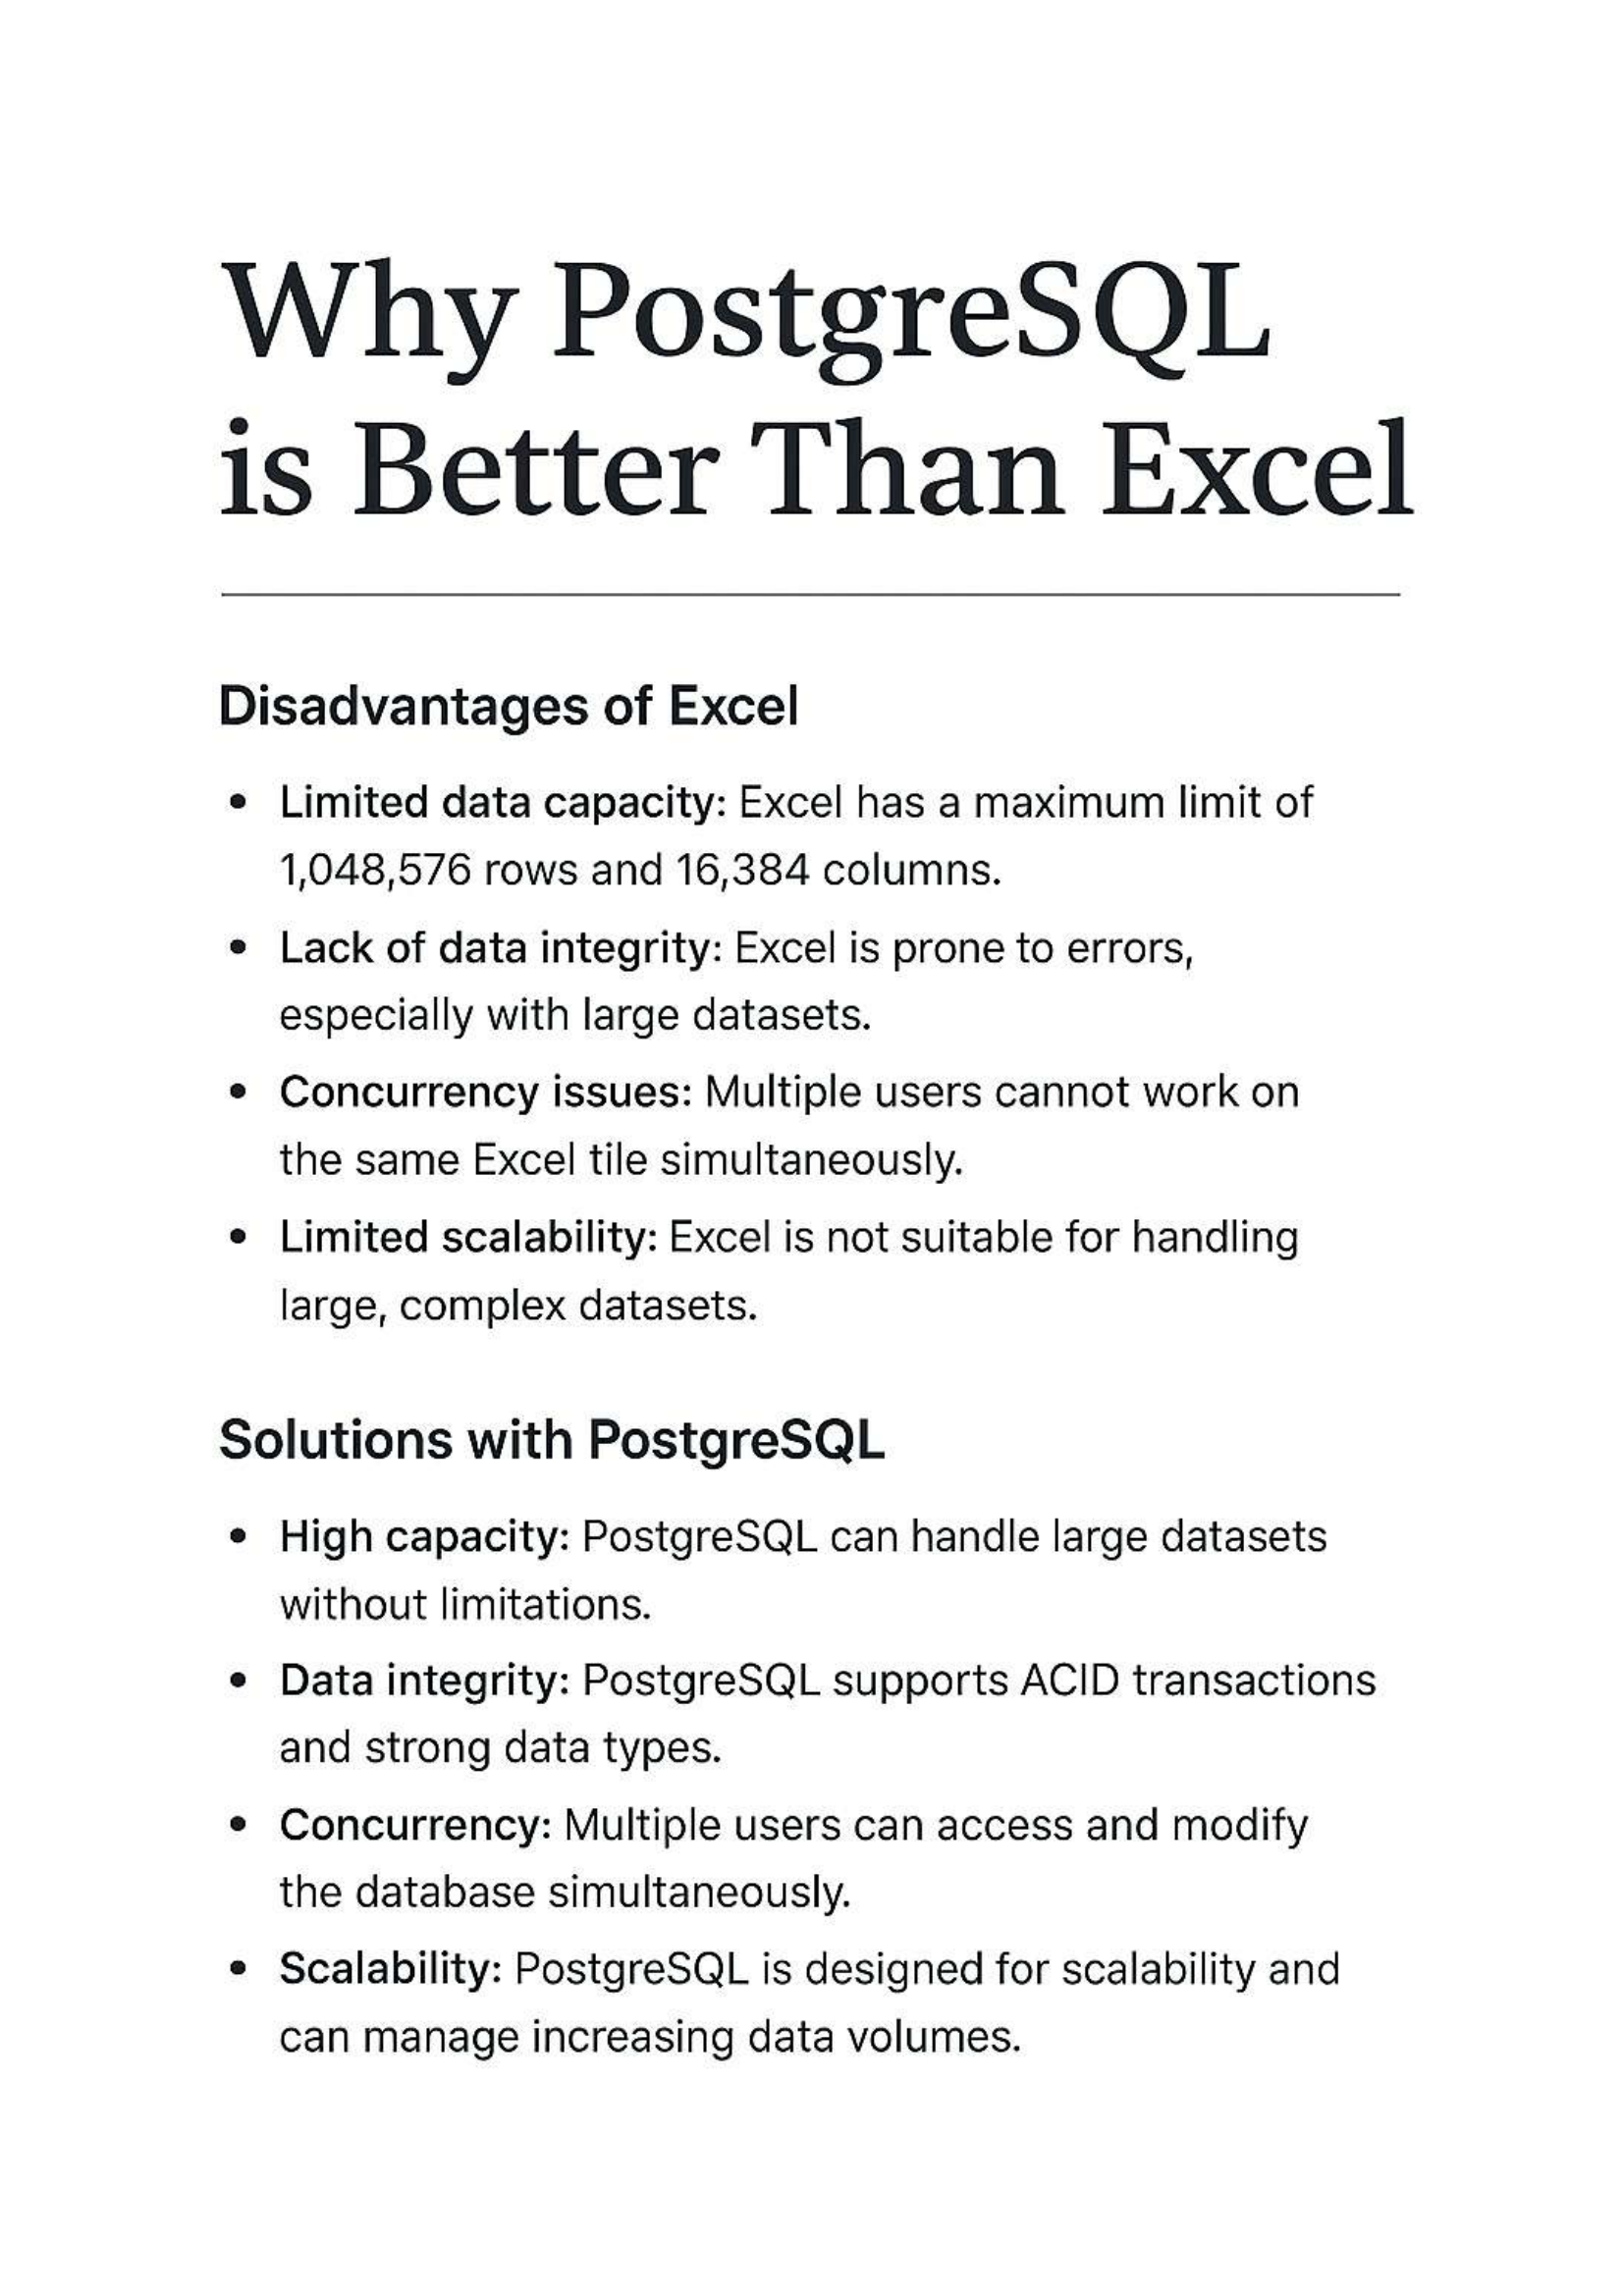 Why PostgreSQL
is Better Than Excel
Disadvantages of Excel
• Limited data capacity: Excel has a maximum limit of
1,048,576 rows and 16,384 columns.
• Lack of data integrity: Excel is prone to errors,
especially with large datasets.
• Concurrency issues: Multiple users cannot work on
the same Excel tile simultaneously.
• Limited scalability: Excel is not suitable for handling
large, complex datasets.
Solutions with PostgreSQL
• High capacity: PostgreSQL can handle large datasets
without limitations.
• Data integrity: PostgreSQL supports ACID transactions
and strong data types.
• Concurrency: Multiple users can access and modify
the database simultaneously.
• Scalability: PostgreSQL is designed for scalability and
can manage increasing data volumes.